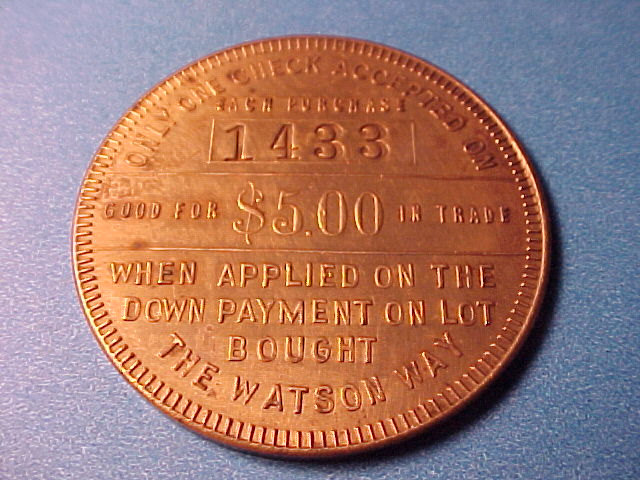 ONLY ONE CHECK ACCEPTED ON
EACH PURCHASE
1433
GOOD FOR $5.00 IN TRADE
WHEN APPLIED ON THE
DOWN PAYMENT ON LOT
BOUGHT
THE WATSON WAY